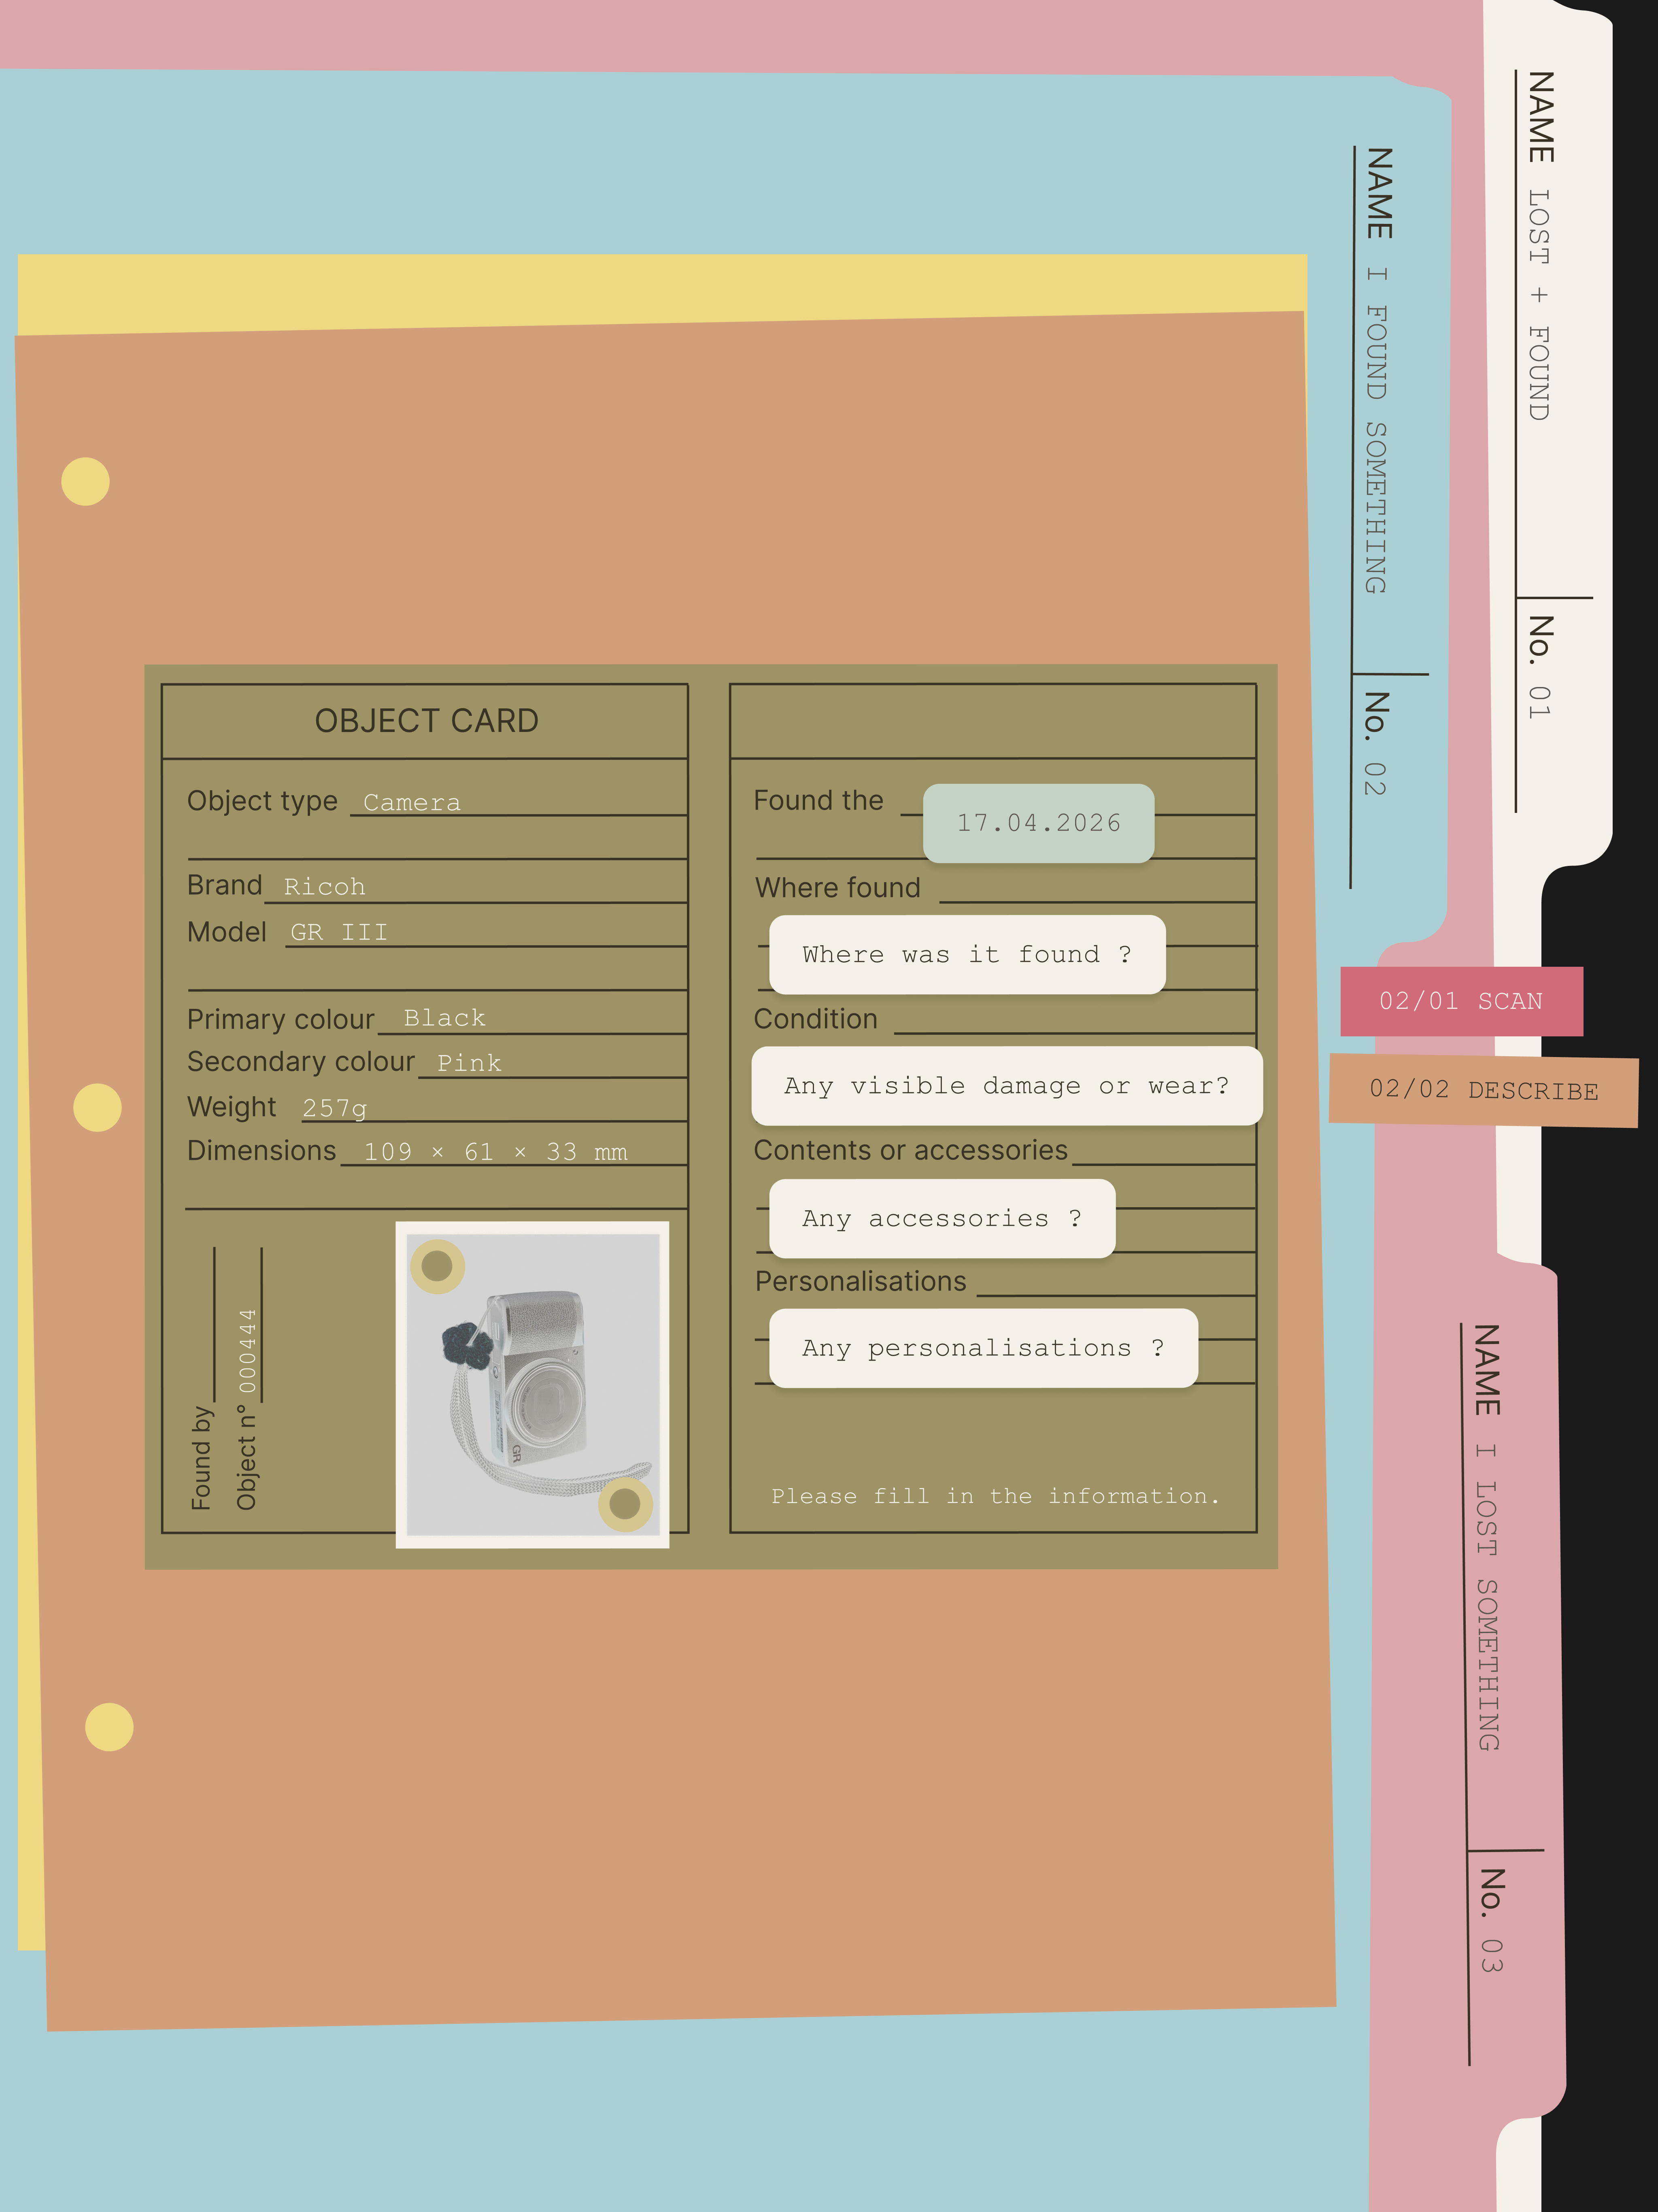 NAME LOST + FOUND
No. 01
NAME I FOUND SOMETHING
No. 02
OBJECT CARD
Object type Camera
Brand Ricoh
Model GR III
Primary colour Black
Secondary colour Pink
Weight 257g
Dimensions 109 × 61 × 33 mm
Found by
Object n° 000444
GR
Found the 17.04.2026
Where found
Where was it found ?
Condition
Any visible damage or wear?
Contents or accessories
Any accessories ?
Personalisations
Any personalisations ?
Please fill in the information.
02/01 SCAN
02/02 DESCRIBE
NAME I LOST SOMETHING
No. 03